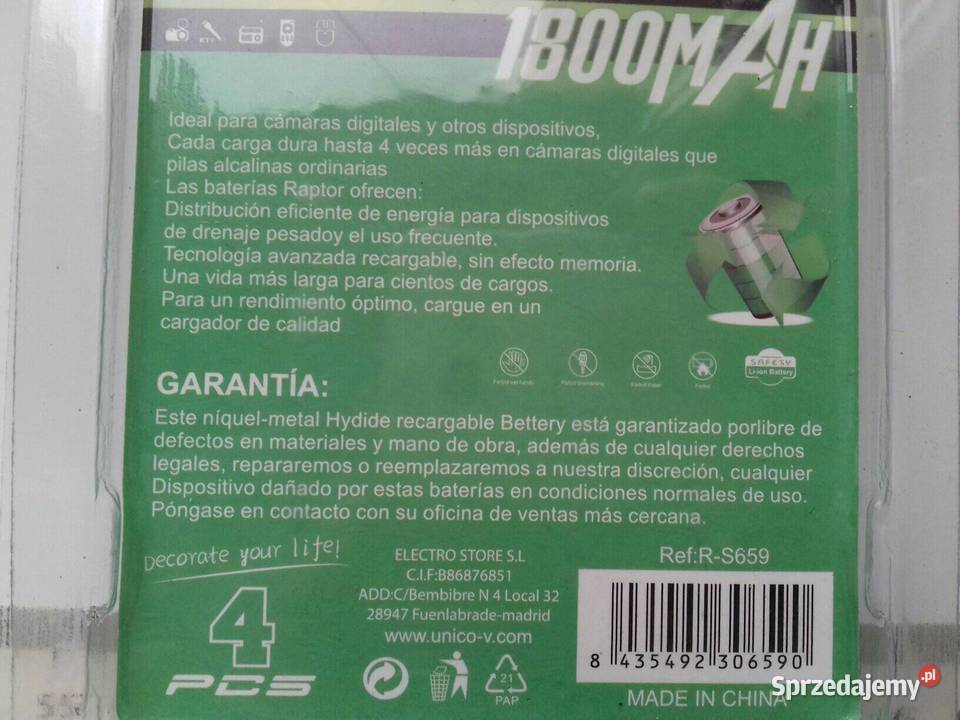 1800MAH
KTV
Ideal para cámaras digitales y otros dispositivos,
Cada carga dura hasta 4 veces más en cámaras digitales que
pilas alcalinas ordinarias
Las baterías Raptor ofrecen:
Distribución eficiente de energía para dispositivos
de drenaje pesadoy el uso frecuente.
Tecnología avanzada recargable, sin efecto memoria.
Una vida más larga para cientos de cargos.
Para un rendimiento óptimo, cargue en un
cargador de calidad
SAFETY
Li-ion Battery
GARANTÍA:
Este níquel-metal Hydide recargable Bettery está garantizado porlibre de
defectos en materiales y mano de obra, además de cualquier derechos
legales, repararemos o reemplazaremos a nuestra discreción, cualquier
Dispositivo dañado por estas baterías en condiciones normales de uso.
Póngase en contacto con su oficina de ventas más cercana.
Decorate your life!
4
PCS
ELECTRO STORE S.L
C.I.F:B86876851
ADD:C/Bembibre N 4 Local 32
28947 Fuenlabrade-madrid
www.unico-v.com
21
PAP
Ref:R-S659
8 435492 306590
MADE IN CHINA
Sprzedajemy.pl